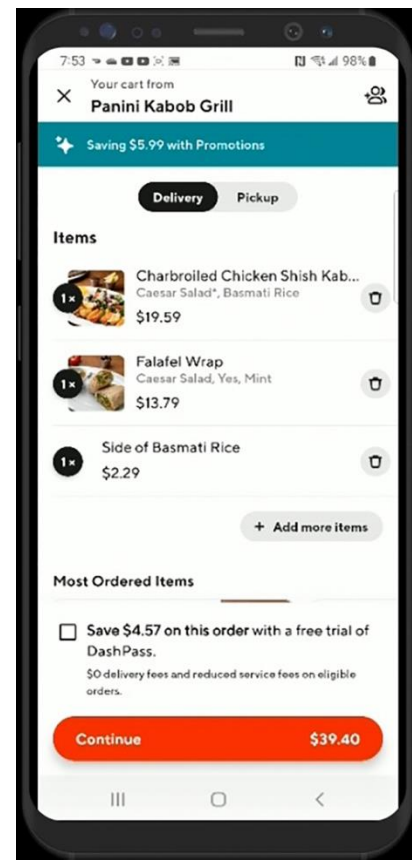 7:53
98%
Your cart from
Panini Kabob Grill
Saving $5.99 with Promotions
Delivery Pickup
Items
Charbroiled Chicken Shish Kab...
Caesar Salad*, Basmati Rice
1×
$19.59
Falafel Wrap
Caesar Salad, Yes, Mint
1×
$13.79
Side of Basmati Rice
1×
$2.29
+ Add more items
Most Ordered Items
Save $4.57 on this order with a free trial of
DashPass.
$0 delivery fees and reduced service fees on eligible
orders.
Continue $39.40